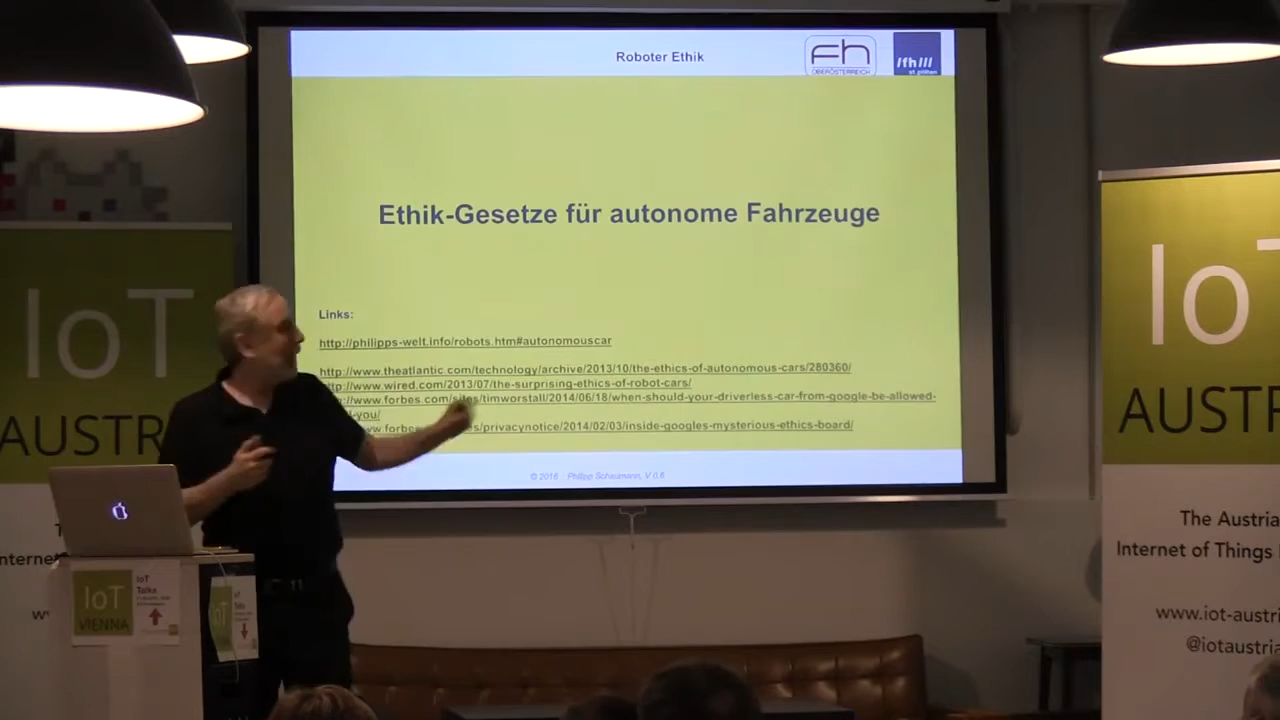 Roboter Ethik
fh
OBERÖSTERREICH
/fh///
st.pölten
Ethik-Gesetze für autonome Fahrzeuge
Links:
http://philipps-welt.info/robots.htm#autonomouscar
http://www.theatlantic.com/technology/archive/2013/10/the-ethics-of-autonomous-cars/280360/
http://www.wired.com/2013/07/the-surprising-ethics-of-robot-cars/
www.forbes.com/sites/timworstall/2014/06/18/when-should-your-driverless-car-from-google-be-allowed-
you/
/privacynotice/2014/02/03/inside-googles-mysterious-ethics-board/
© 2016 Philipp Schaumann, V 0.6
IoT
AUSTR
IoT
VIENNA
IoT
Talks
IoT
IoT
AUSTR
The Austria
Internet of Things
www.iot-austri
@iotaustria